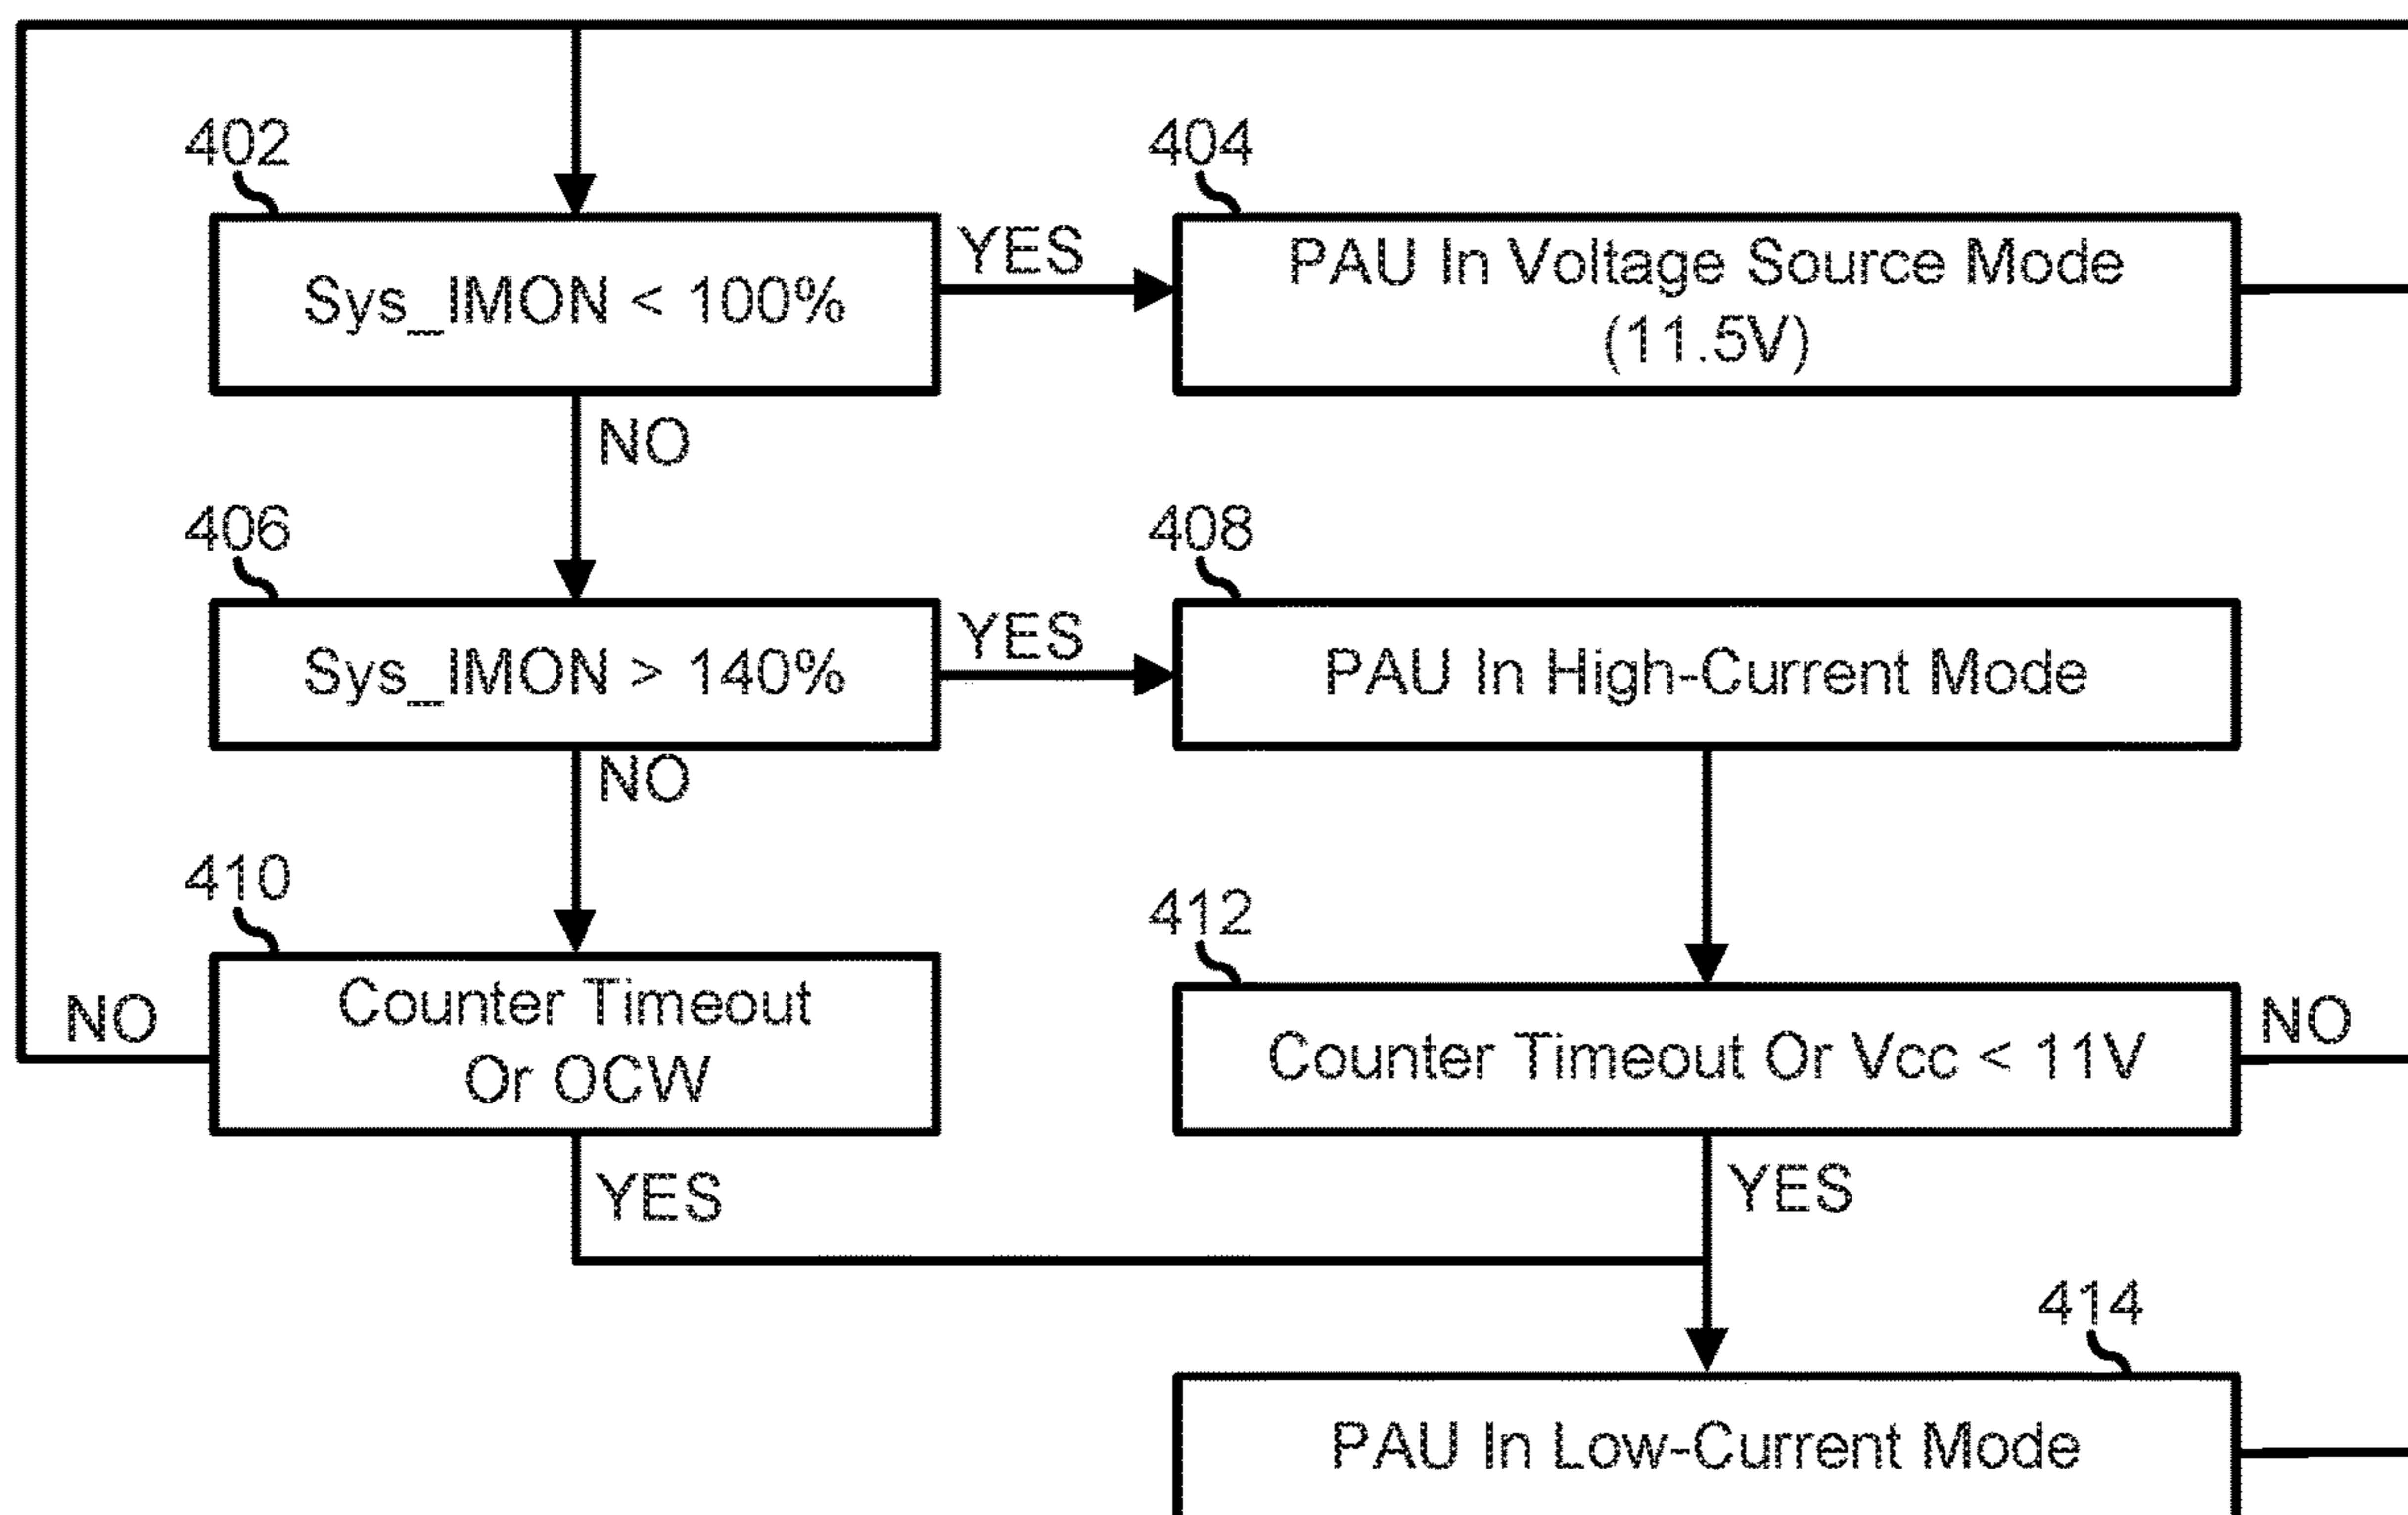 402
404
Sys_IMON < 100%
YES
PAU In Voltage Source Mode
(11.5V)
NO
406
408
Sys_IMON > 140%
YES
PAU In High-Current Mode
NO
410
412
NO
Counter Timeout
Or OCW
Counter Timeout Or Vcc < 11V
NO
YES
YES
414
PAU In Low-Current Mode